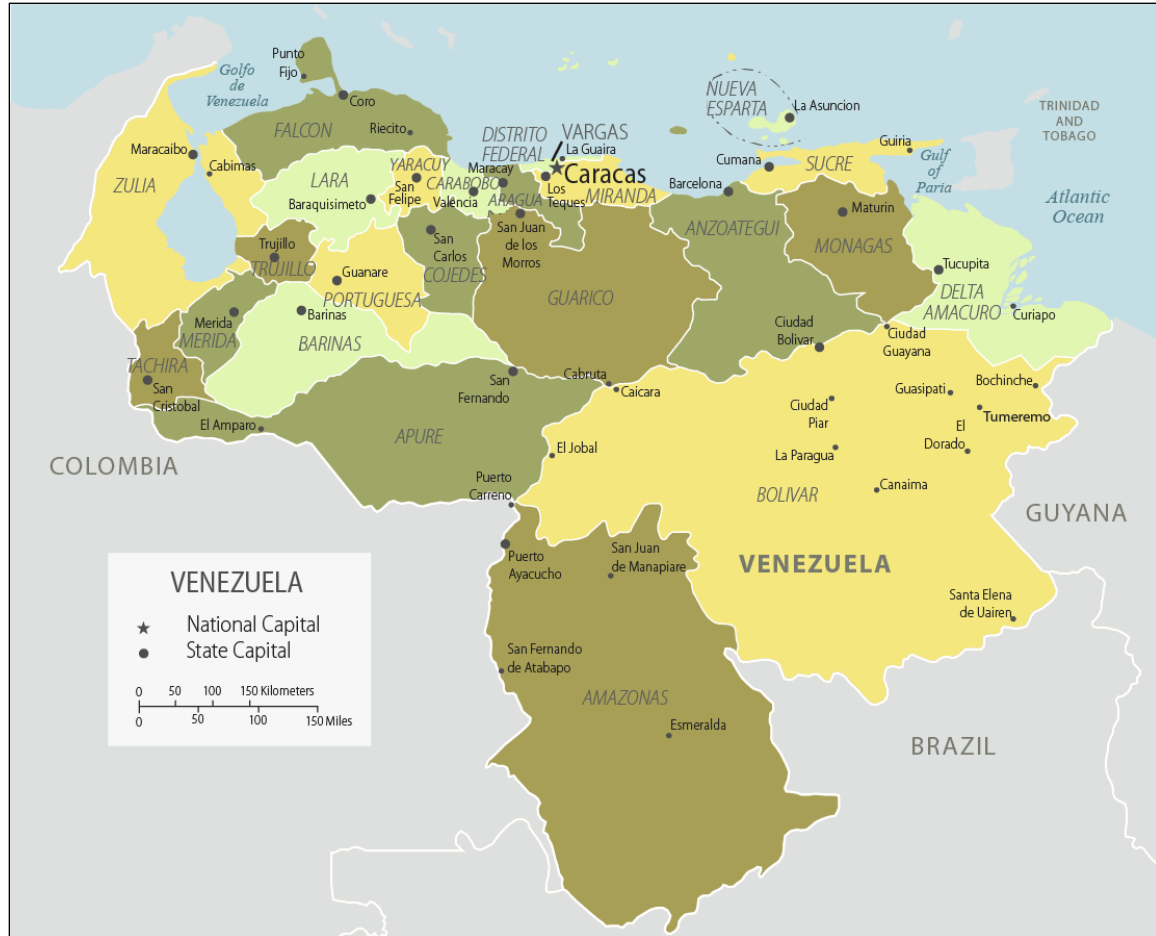 Punto
Fijo
Golfo
de
Venezuela
Coro
FALCON
Riecito
Maracaibo
Cabimas
ZULIA
LARA
Baraquisimeto
YARACUY
San
Felipe
CARABOBO
Valencia
DISTRITO
FEDERAL
VARGAS
La Guaira
Maracay
ARAGUA
Caracas
Los
Teques
MIRANDA
NUEVA
ESPARTA
La Asuncion
TRINIDAD
AND
TOBAGO
Cumana
SUCRE
Guiria
Gulf
of
Paria
Atlantic
Ocean
Barcelona
ANZOATEGUI
Maturin
MONAGAS
Trujillo
TRUJILLO
Guanare
PORTUGUESA
San
Carlos
COJEDES
San Juan
de los
Morros
GUARICO
Tucupita
DELTA
AMACURO
Curiapo
Merida
MERIDA
Barinas
BARINAS
Ciudad
Bolivar
Ciudad
Guayana
TACHIRA
San
Cristobal
San
Fernando
Cabruta
Caicara
Ciudad
Piar
Guasipati
Bochinche
Tumeremo
El
Dorado
El Amparo
APURE
El Jobal
La Paragua
Canaima
BOLIVAR
COLOMBIA
Puerto
Carreno
GUYANA
Puerto
Ayacucho
San Juan
de Manapiare
VENEZUELA
Santa Elena
de Uairen
San Fernando
de Atabapo
AMAZONAS
Esmeralda
BRAZIL
VENEZUELA
National Capital
State Capital
0 50 100 150 Kilometers
0 50 100 150 Miles